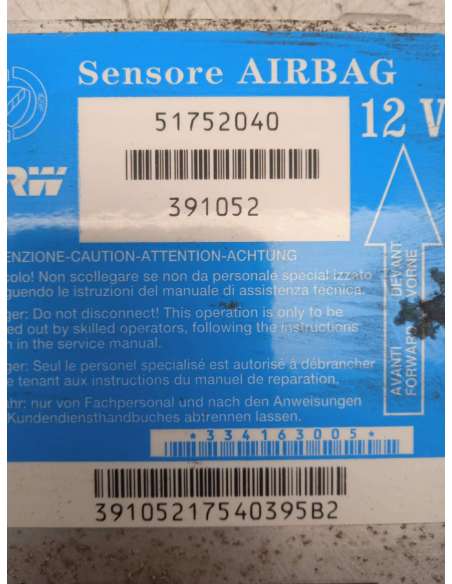 Sensore AIRBAG
51752040
12 V
391052
RW
ENZIONE-CAUTION-ATTENTION-ACHTUNG
colo! Non scollegare se non da personale specializzato
guendo le istruzioni del manuale di assistenza tecnica.
ger: Do not disconnect! This operation is only to be
ed out by skilled operators, following the instructions
n in the service manual.
ger: Seul le personel specialisé est autorisé à débrancher
e tenant aux instructions du manuel de reparation.
ahr: nur von Fachpersonal und nach den Anweisungen
Kundendiensthandbuches abtrennen lassen.
AVANTI DEVANT
FORWARD VORNE
*334163005*
39105217540395B2